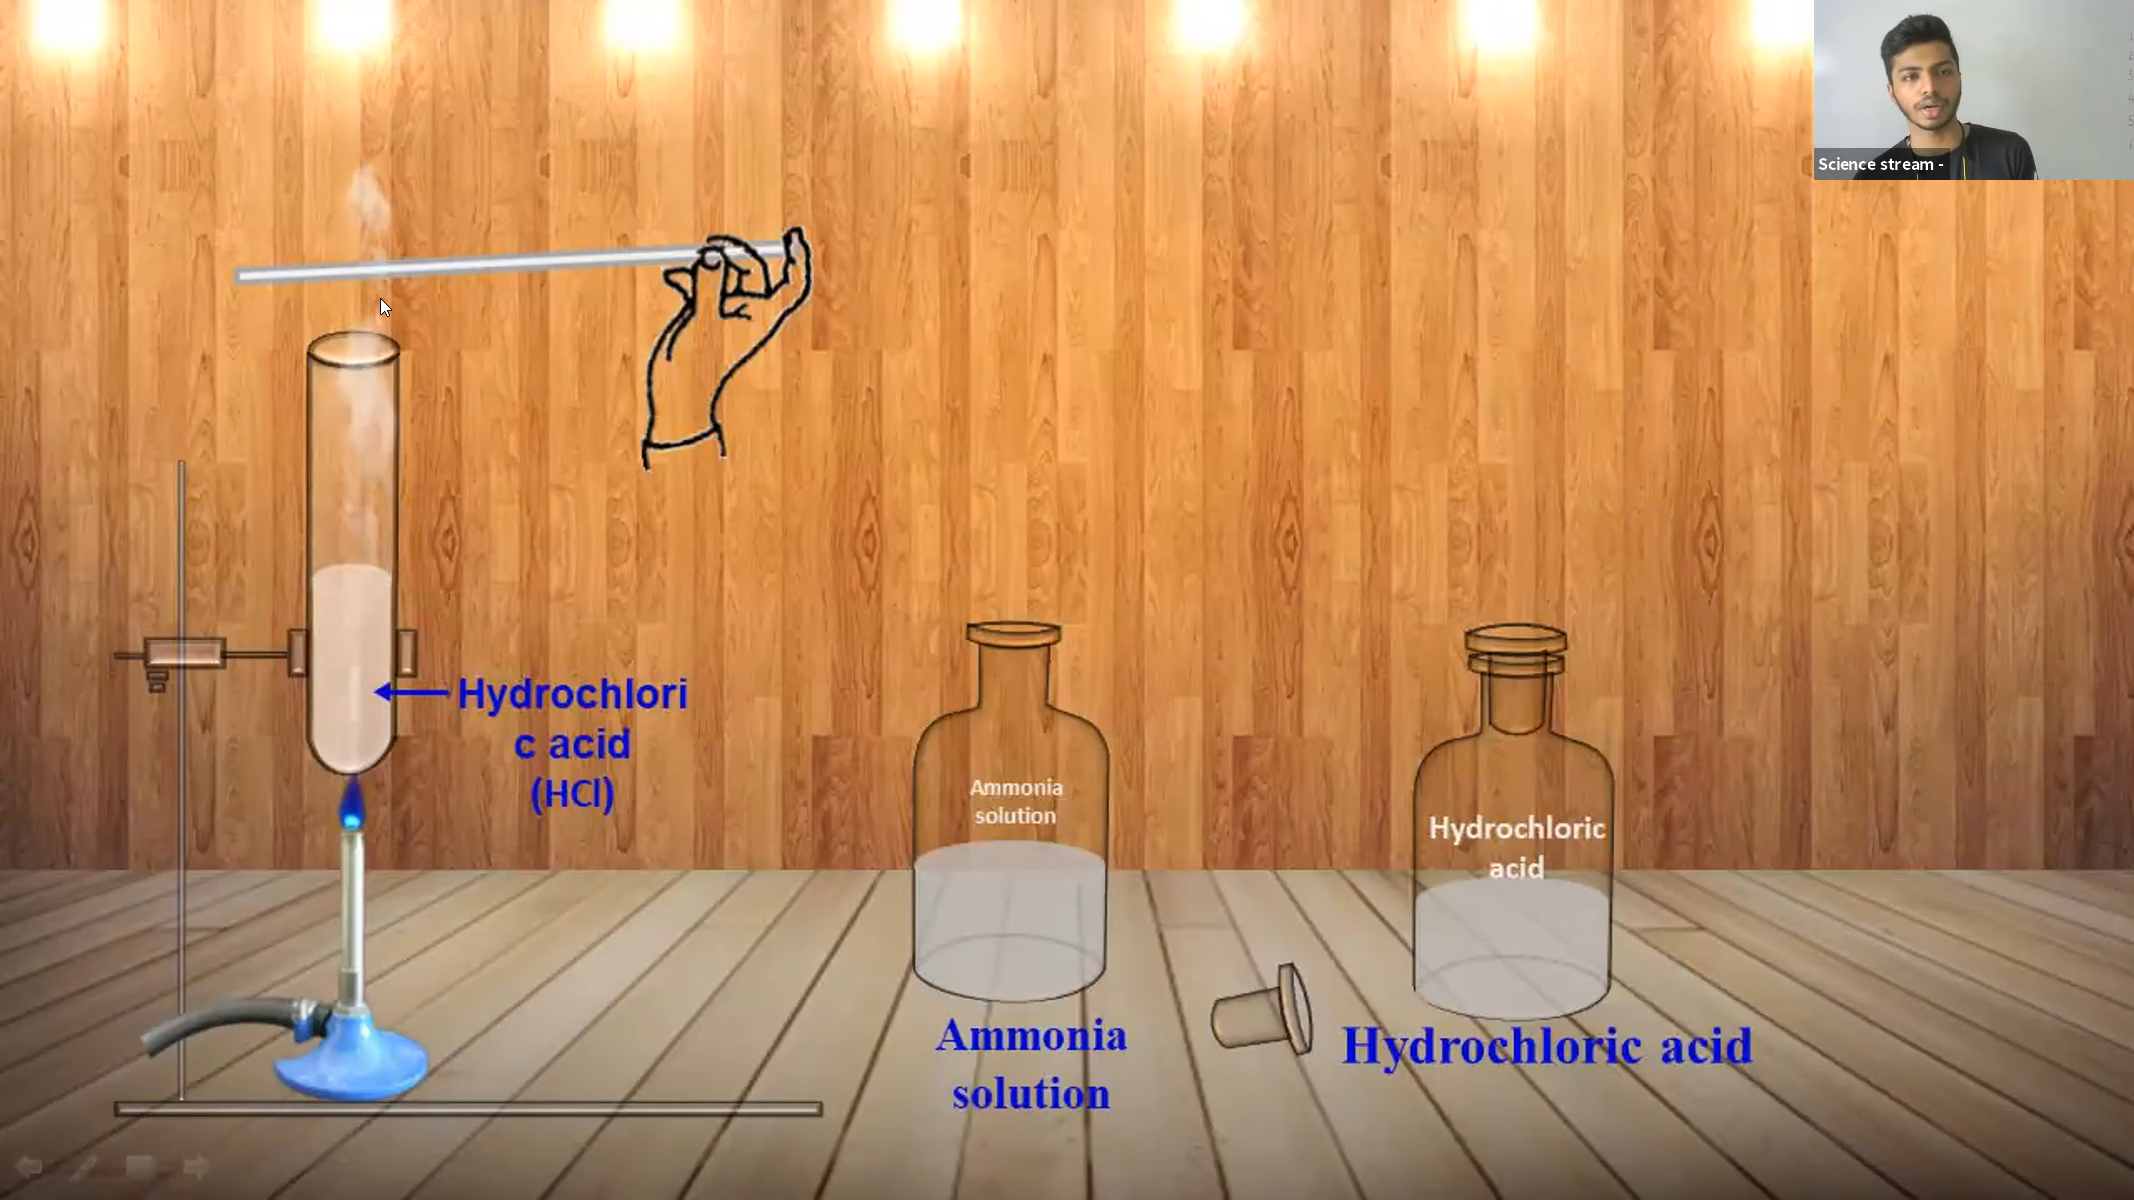 Science stream -
Hydrochlori
c acid
(HCl)
Ammonia
solution
Hydrochloric
acid
Ammonia
solution
Hydrochloric acid